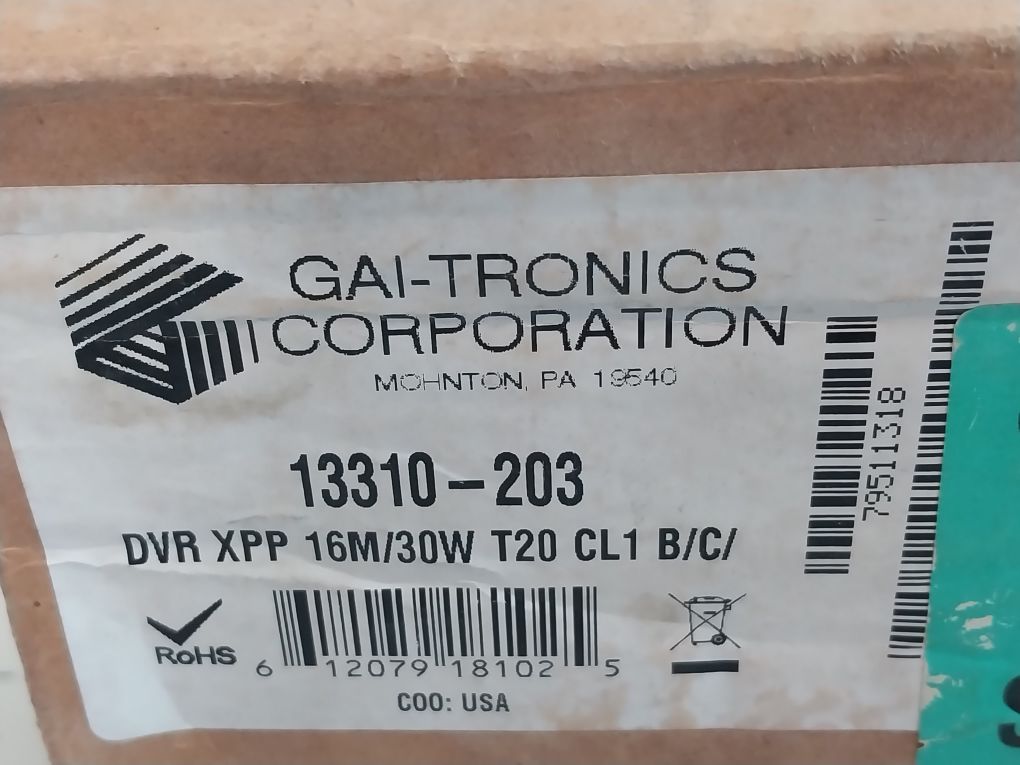 GAI-TRONICS
CORPORATION
MOHNTON, PA 19540
13310-203
DVR XPP 16M/30W T20 CL1 B/C/
RoHS
6 12079 18102 5
COO: USA
79511318